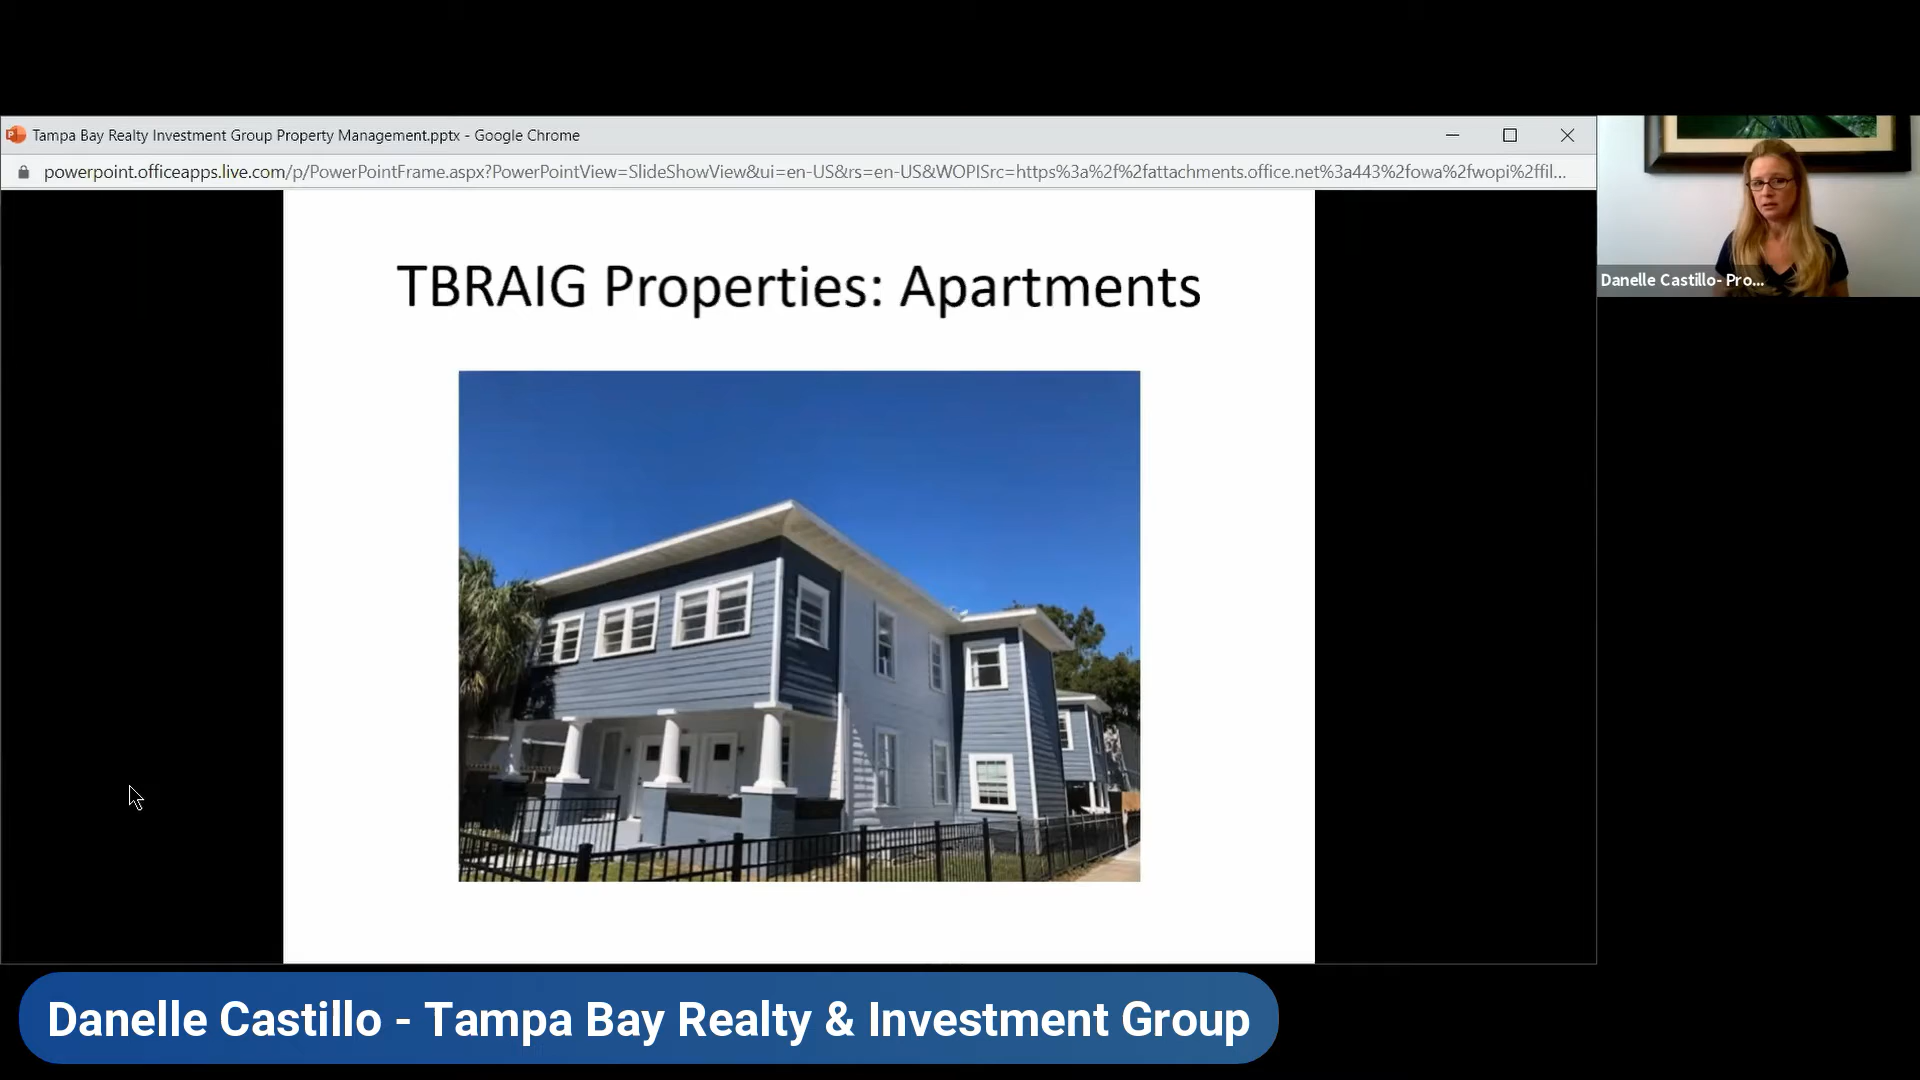 Tampa Bay Realty Investment Group Property Management.pptx - Google Chrome
powerpoint.officeapps.live.com/p/PowerPointFrame.aspx?PowerPointView=SlideShowView&ui=en-US&rs=en-US&WOPISrc=https%3a%2f%2fattachments.office.net%3a443%2fowa%2fwopi%2ffil...
TBRAIG Properties: Apartments
Danelle Castillo- Pro...
Danelle Castillo - Tampa Bay Realty & Investment Group